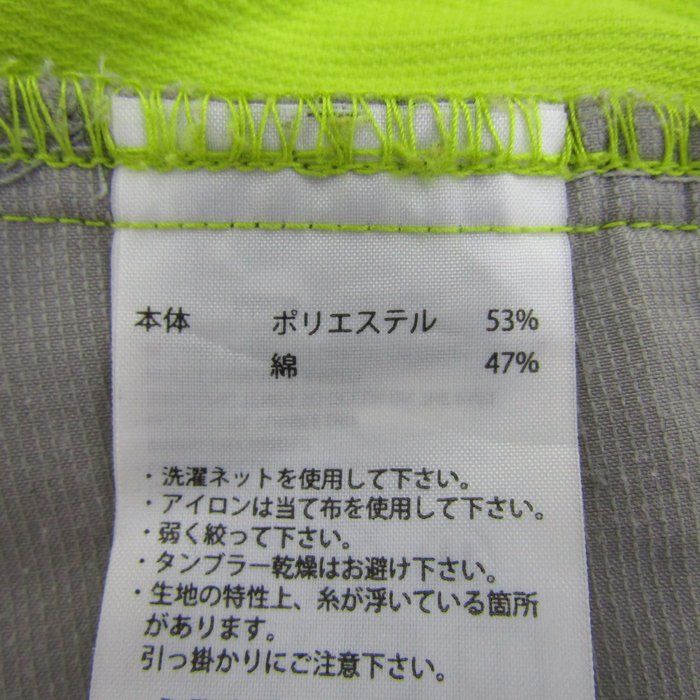 本体 ポリエステル 53%
綿 47%
・洗濯ネットを使用して下さい。
・アイロンは当て布を使用して下さい。
・弱く絞って下さい。
・タンブラー乾燥はお避け下さい。
・生地の特性上、糸が浮いている箇所
があります。
引っ掛かりにご注意下さい。